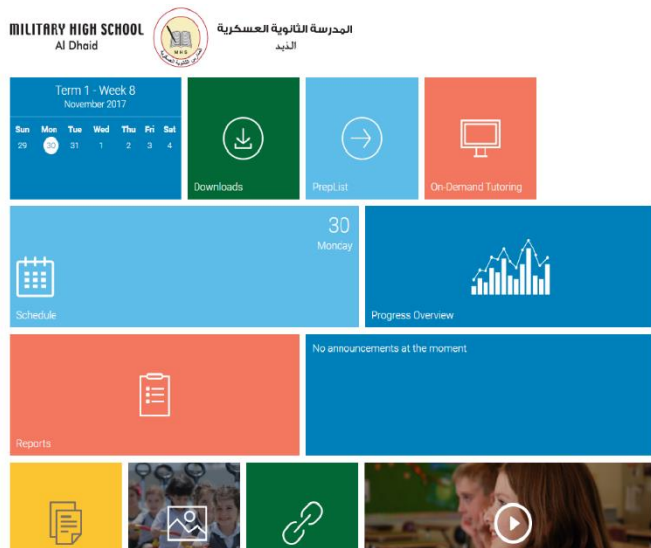 MILITARY HIGH SCHOOL
Al Dhaid
MHS
المدرسة الثانوية العسكرية
الذيد
Term 1 - Week 8
November 2017
Sun Mon Tue Wed Thu Fri Sat
29 30 31 1 2 3 4
Downloads
PrepList
On-Demand Tutoring
30
Monday
Schedule
Progress Overview
Reports
No announcements at the moment